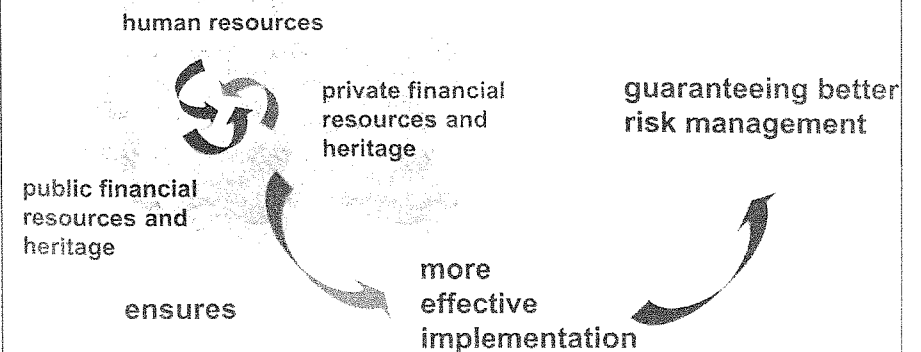 human resources
private financial
resources and
heritage
public financial
resources and
heritage
ensures
more
effective
implementation
guaranteeing better
risk management